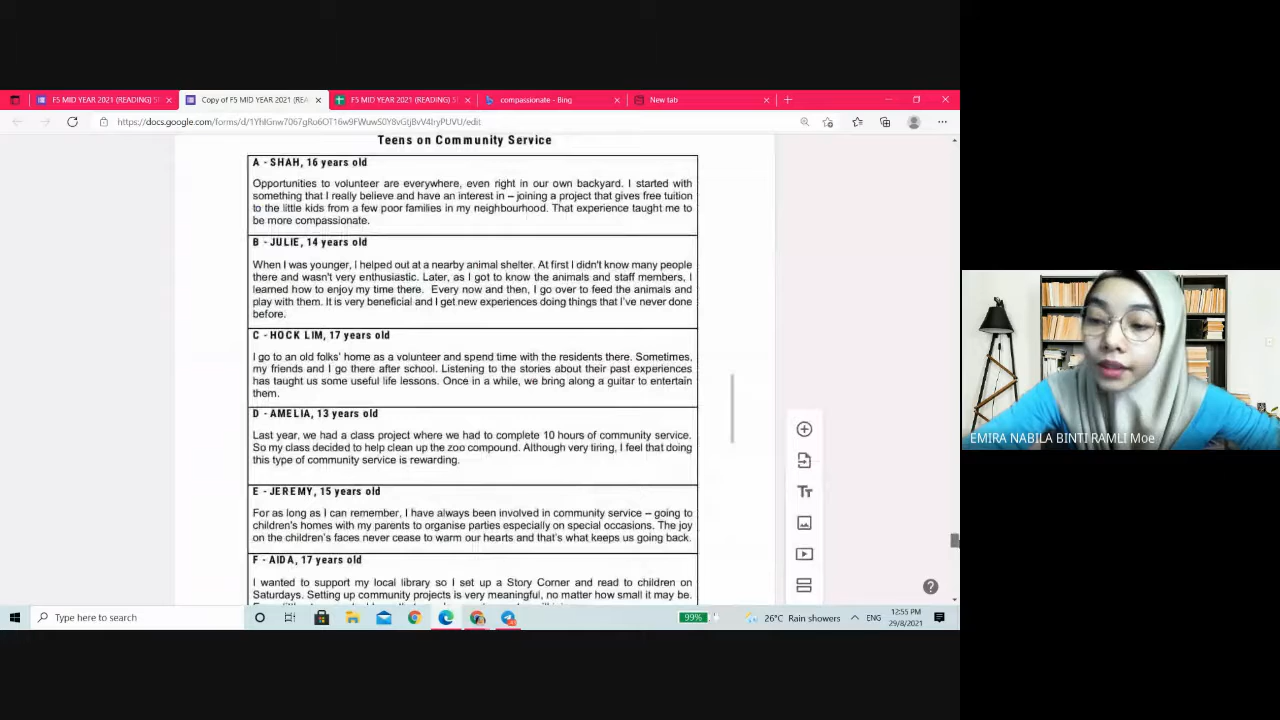 F5 MID YEAR 2021 (READING) S
Copy of F5 MID YEAR 2021 (REA
F5 MID YEAR 2021 (READING) S
compassionate - Bing
New tab
Teens on Community Service
A - SHAH, 16 years old
Opportunities to volunteer are everywhere, even right in our own backyard. I started with
something that I really believe and have an interest in – joining a project that gives free tuition
to the little kids from a few poor families in my neighbourhood. That experience taught me to
be more compassionate.
B - JULIE, 14 years old
When I was younger, I helped out at a nearby animal shelter. At first I didn't know many people
there and wasn't very enthusiastic. Later, as I got to know the animals and staff members, I
learned how to enjoy my time there. Every now and then, I go over to feed the animals and
play with them. It is very beneficial and I get new experiences doing things that I've never done
before.
C - HOCK LIM, 17 years old
I go to an old folks' home as a volunteer and spend time with the residents there. Sometimes,
my friends and I go there after school. Listening to the stories about their past experiences
has taught us some useful life lessons. Once in a while, we bring along a guitar to entertain
them.
D - AMELIA, 13 years old
Last year, we had a class project where we had to complete 10 hours of community service.
So my class decided to help clean up the zoo compound. Although very tiring, I feel that doing
this type of community service is rewarding.
E - JEREMY, 15 years old
For as long as I can remember, I have always been involved in community service – going to
children's homes with my parents to organise parties especially on special occasions. The joy
on the children's faces never cease to warm our hearts and that's what keeps us going back.
F - AIDA, 17 years old
I wanted to support my local library so I set up a Story Corner and read to children on
Saturdays. Setting up community projects is very meaningful, no matter how small it may be.
Tт
EMIRA NABILA BINTI RAMLI Moe
Type here to search
99%
26°C Rain showers
ENG
12:55 PM
29/8/2021